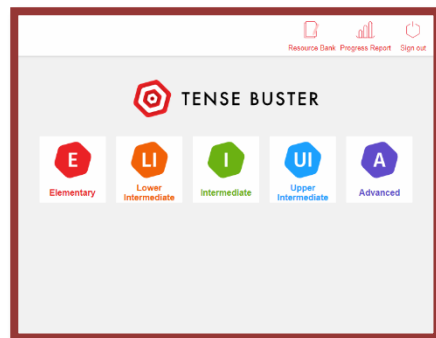 Resource Bank Progress Report Sign out
TENSE BUSTER
E LI I UI A
Elementary Lower Intermediate Intermediate Upper Intermediate Advanced